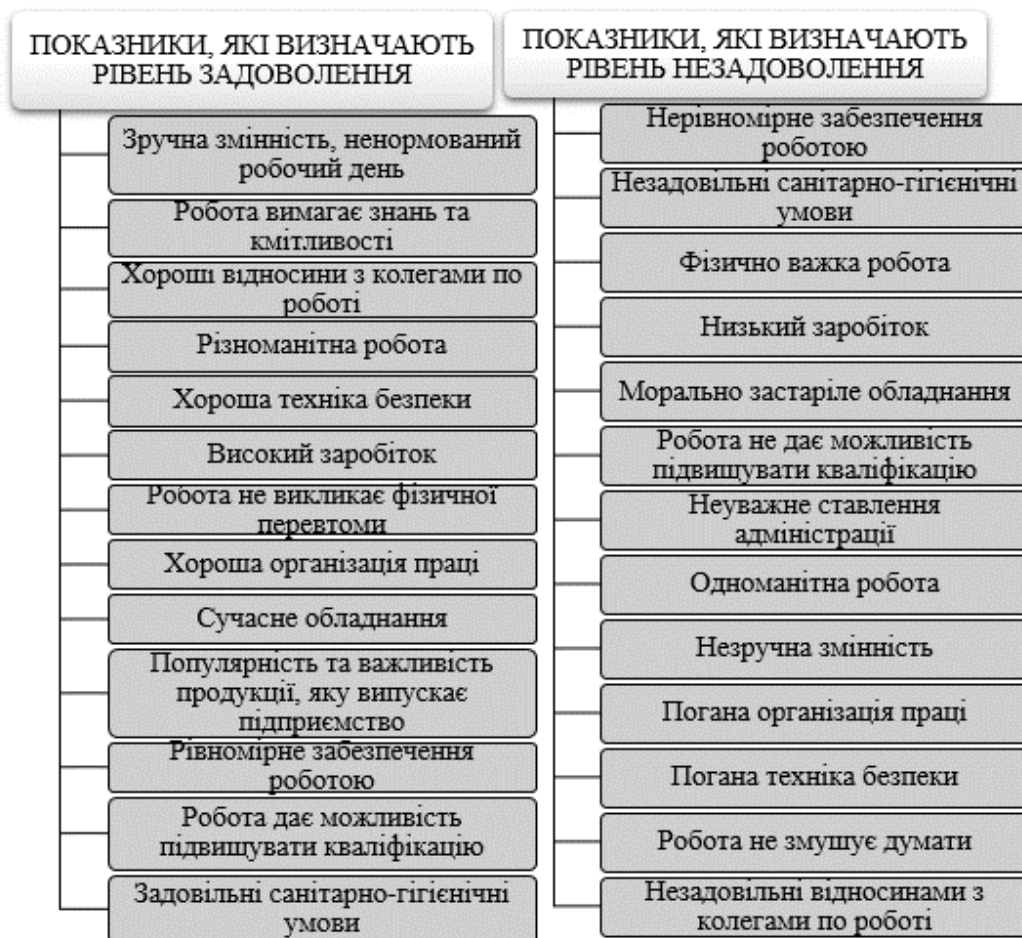 ПОКАЗНИКИ, ЯКІ ВИЗНАЧАЮТЬ
РІВЕНЬ ЗАДОВОЛЕННЯ
Зручна змінність, ненормований
робочий день
Робота вимагає знань та
кмітливості
Хороші відносини з колегами по
роботі
Різноманітна робота
Хороша техніка безпеки
Високий заробіток
Робота не викликає фізичної
перевтоми
Хороша організація праці
Сучасне обладнання
Популярність та важливість
продукції, яку випускає
підприємство
Рівномірне забезпечення
роботою
Робота дає можливість
підвищувати кваліфікацію
Задовільні санітарно-гігієнічні
умови
ПОКАЗНИКИ, ЯКІ ВИЗНАЧАЮТЬ
РІВЕНЬ НЕЗАДОВОЛЕННЯ
Нерівномірне забезпечення
роботою
Незадовільні санітарно-гігієнічні
умови
Фізично важка робота
Низький заробіток
Морально застаріле обладнання
Робота не дає можливість
підвищувати кваліфікацію
Неуважне ставлення
адміністрації
Одноманітна робота
Незручна змінність
Погана організація праці
Погана техніка безпеки
Робота не змушує думати
Незадовільні відносинами з
колегами по роботі